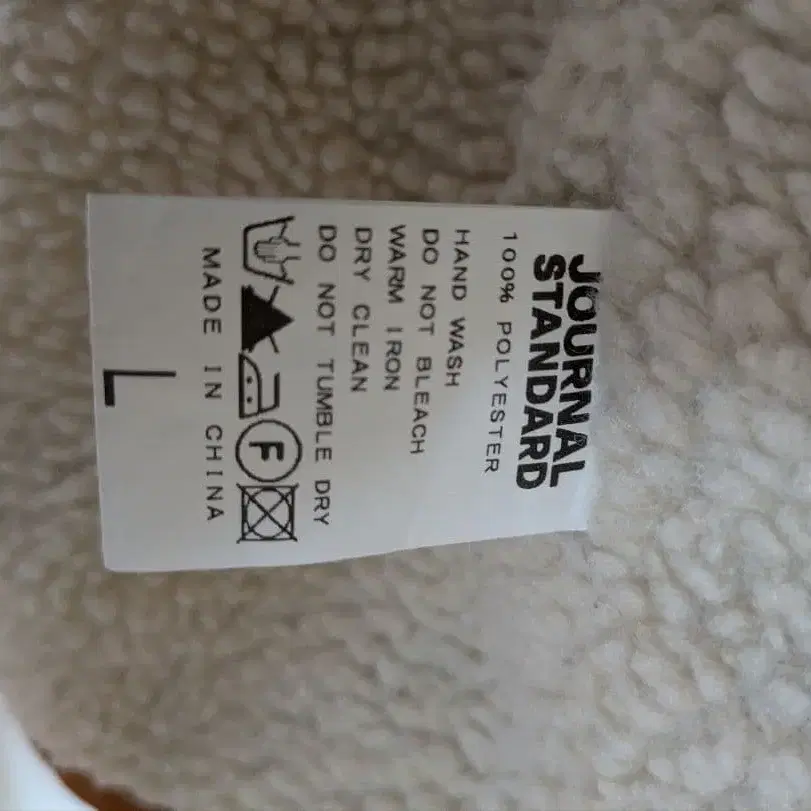 JOURNAL
STANDARD
100% POLYESTER
HAND WASH
DO NOT BLEACH
WARM IRON
DRY CLEAN
DO NOT TUMBLE DRY
F
MADE IN CHINA
L